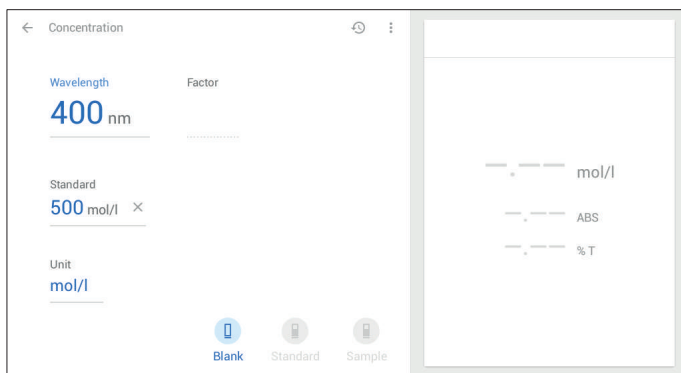 Concentration
Wavelength Factor
400 nm
Standard
500 mol/l ×
Unit
mol/l
Blank Standard Sample
—.—— mol/l
—.—— ABS
—.—— % T